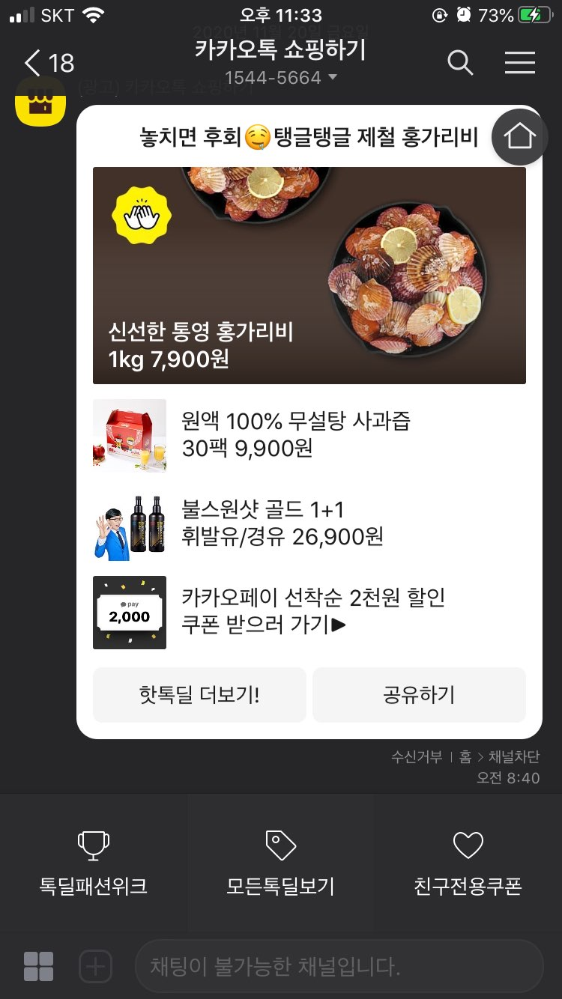 SKT 오후 11:33 73%
2020년 11월 20일 금요일
18 카카오톡 쇼핑하기
1544-5664
(광고) 카카오톡 쇼핑하기
놓치면 후회🤤탱글탱글 제철 홍가리비
신선한 통영 홍가리비
1kg 7,900원
원액 100% 무설탕 사과즙
30팩 9,900원
불스원샷 골드 1+1
휘발유/경유 26,900원
pay
2,000
카카오페이 선착순 2천원 할인
쿠폰 받으러 가기▶
핫톡딜 더보기!
공유하기
수신거부 | 홈 > 채널차단
오전 8:40
톡딜패션위크
모든톡딜보기
친구전용쿠폰
채팅이 불가능한 채널입니다.